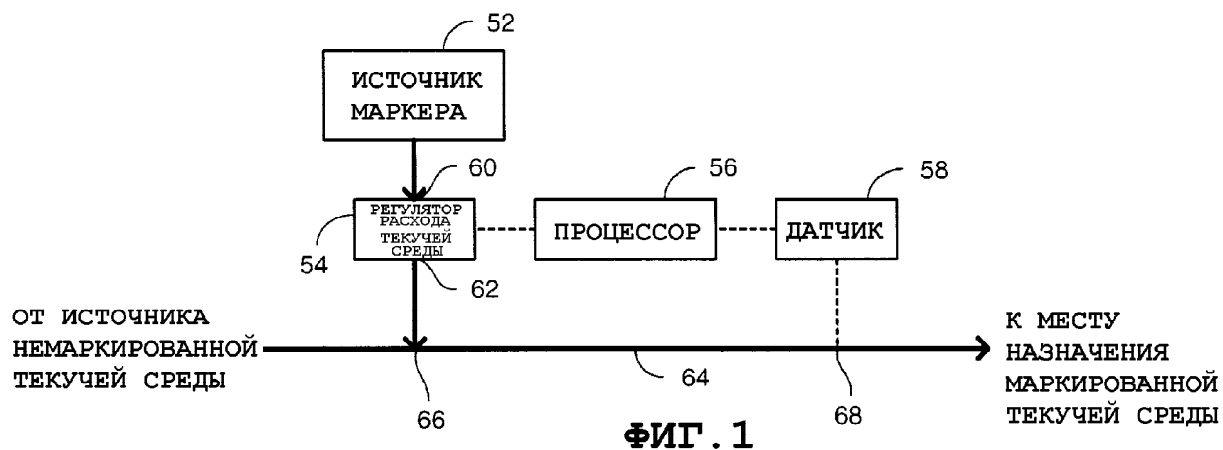 52
ИСТОЧНИК
МАРКЕРА
60
56
58
РЕГУЛЯТОР
РАСХОДА
ТЕКУЧЕЙ
СРЕДЫ
ПРОЦЕССОР
ДАТЧИК
54
62
ОТ ИСТОЧНИКА
НЕМАРКИРОВАННОЙ
ТЕКУЧЕЙ СРЕДЫ
К МЕСТУ
НАЗНАЧЕНИЯ
МАРКИРОВАННОЙ
ТЕКУЧЕЙ СРЕДЫ
66
64
68
ФИГ.1